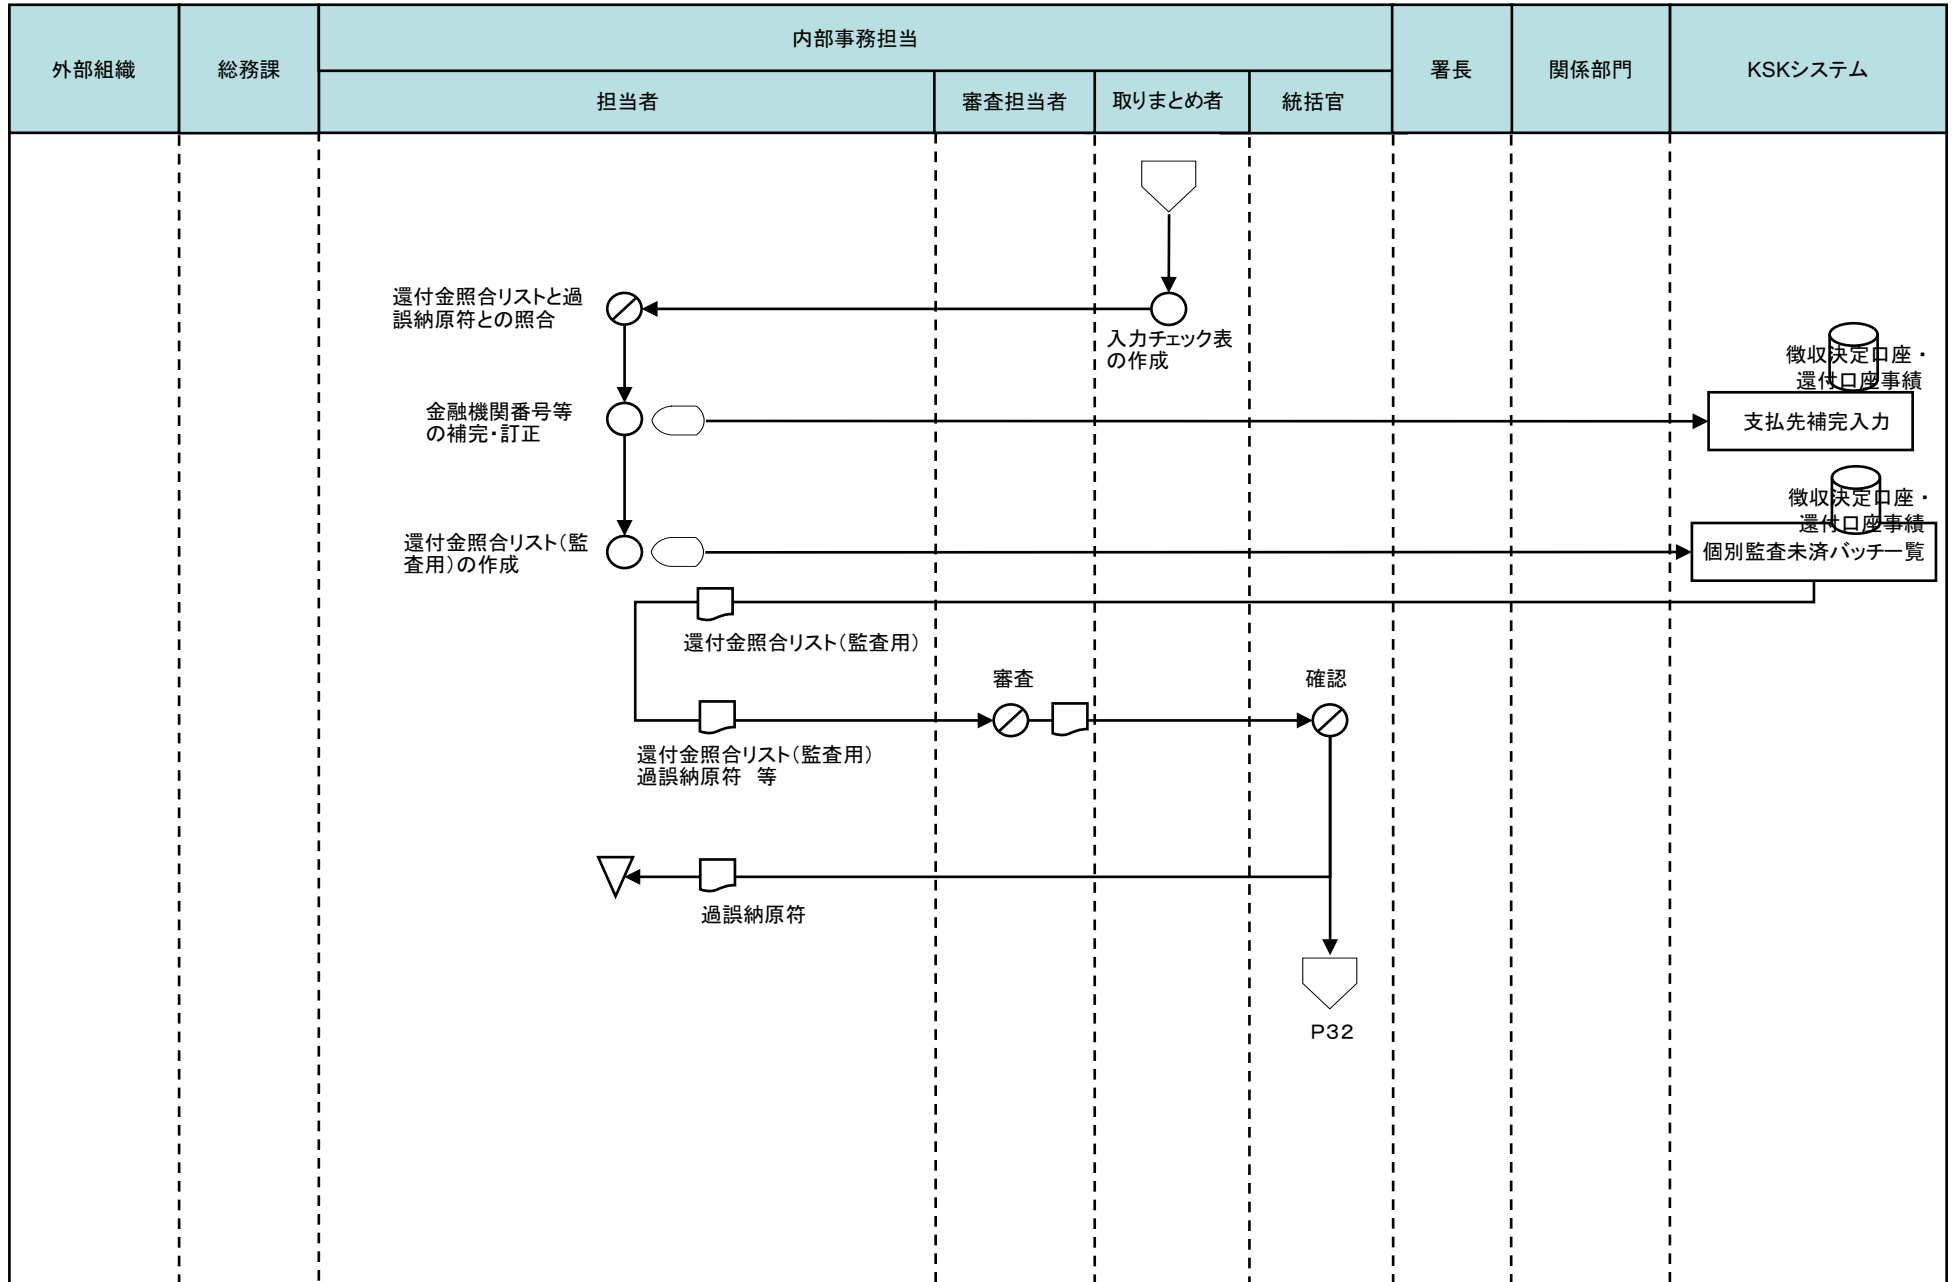 外部組織
総務課
内部事務担当
署長
関係部門
KSKシステム
担当者
審査担当者
取りまとめ者
統括官
還付金照合リストと過
誤納原符との照合
入力チェック表
の作成
徴収決定口座・
還付口座事績
金融機関番号等
の補完・訂正
支払先補完入力
徴収決定口座・
還付口座事績
還付金照合リスト（監
査用）の作成
個別監査未済バッチ一覧
還付金照合リスト（監査用）
審査
確認
還付金照合リスト（監査用）
過誤納原符　等
過誤納原符
P32